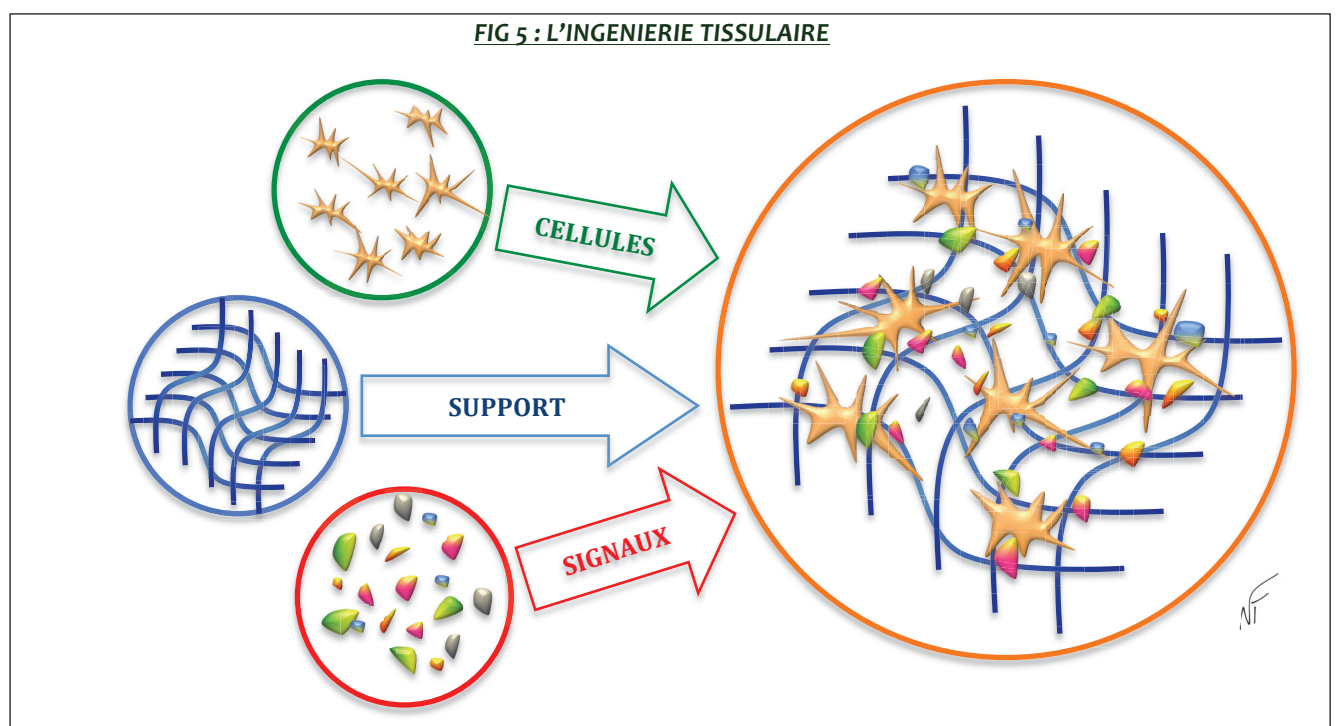 FIG 5 : L'INGENIERIE TISSULAIRE
CELLULES
SUPPORT
SIGNAUX